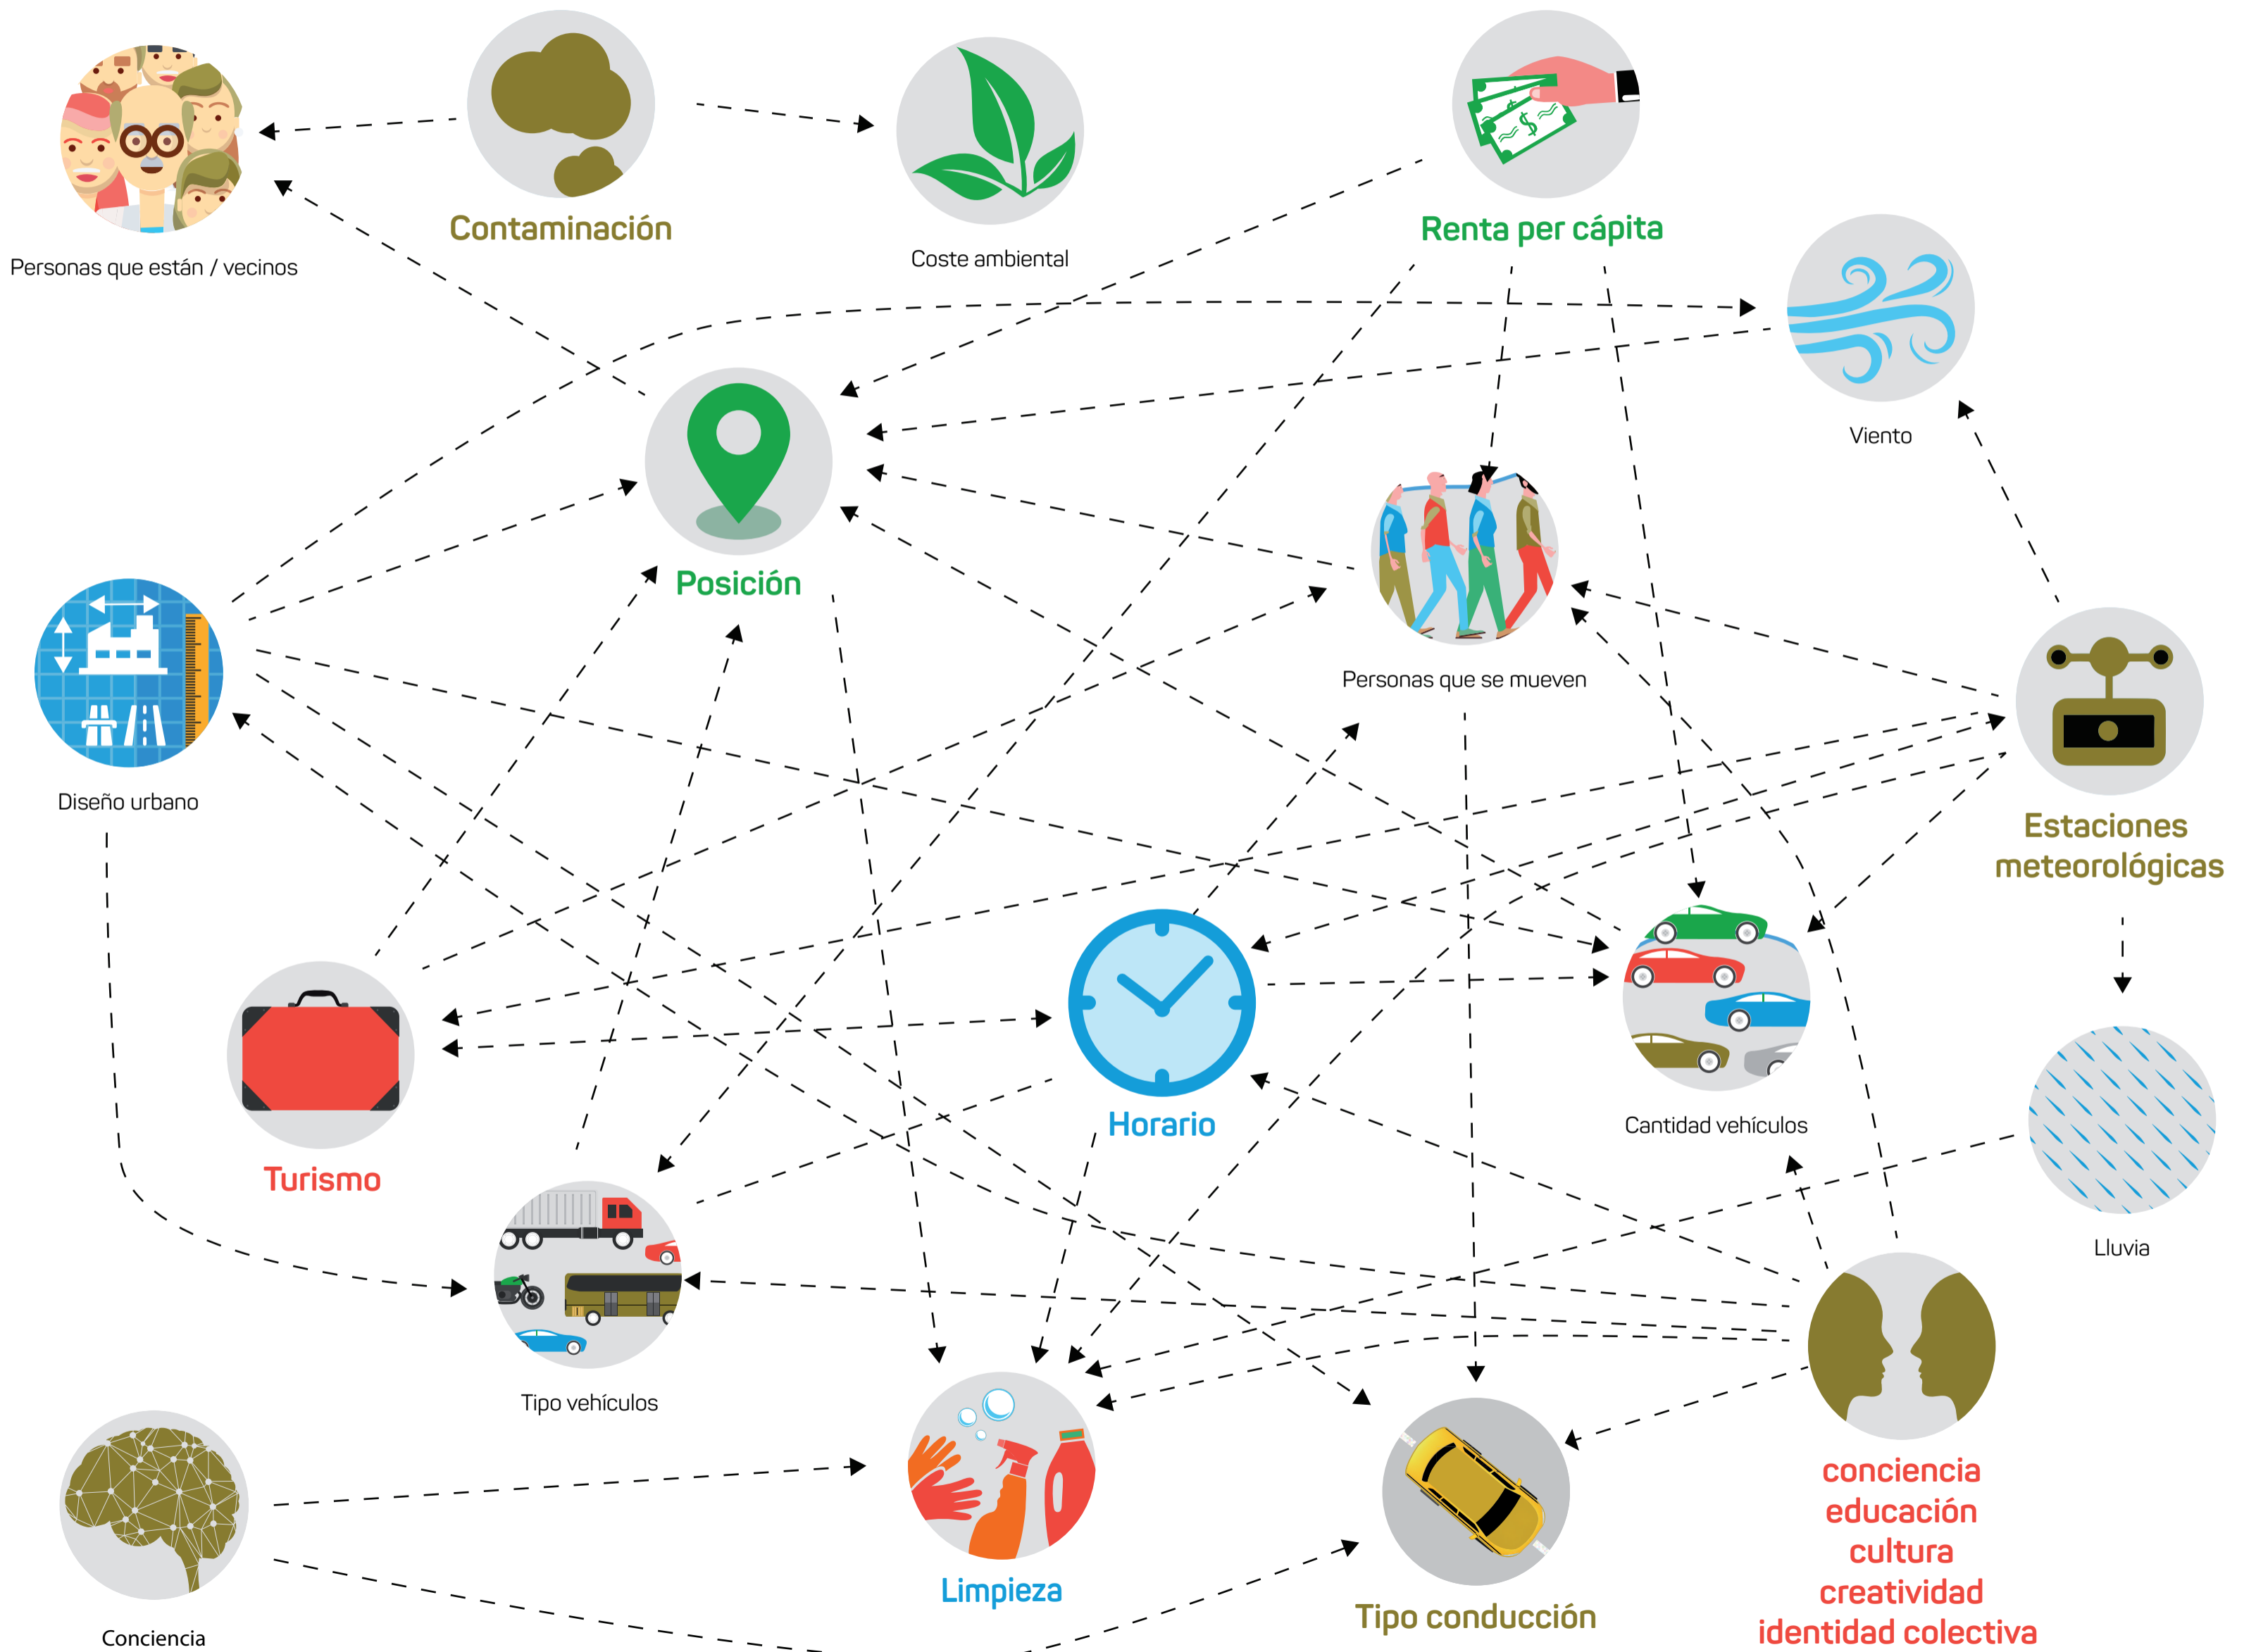 Personas que están / vecinos
Contaminación
Coste ambiental
Renta per cápita
Viento
Posición
Personas que se mueven
Diseño urbano
Estaciones
meteorológicas
Turismo
Horario
Cantidad vehículos
Lluvia
Tipo vehículos
Limpieza
Tipo conducción
conciencia
educación
cultura
creatividad
identidad colectiva
Conciencia